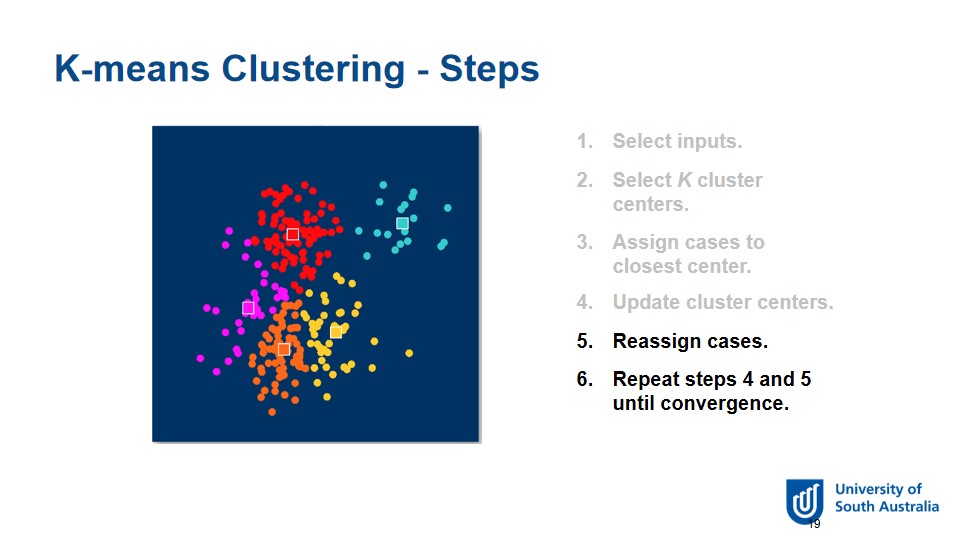 K-means Clustering - Steps
1. Select inputs.
2. Select K cluster
centers.
3. Assign cases to
closest center.
4. Update cluster centers.
5. Reassign cases.
6. Repeat steps 4 and 5
until convergence.
University of
South Australia
19